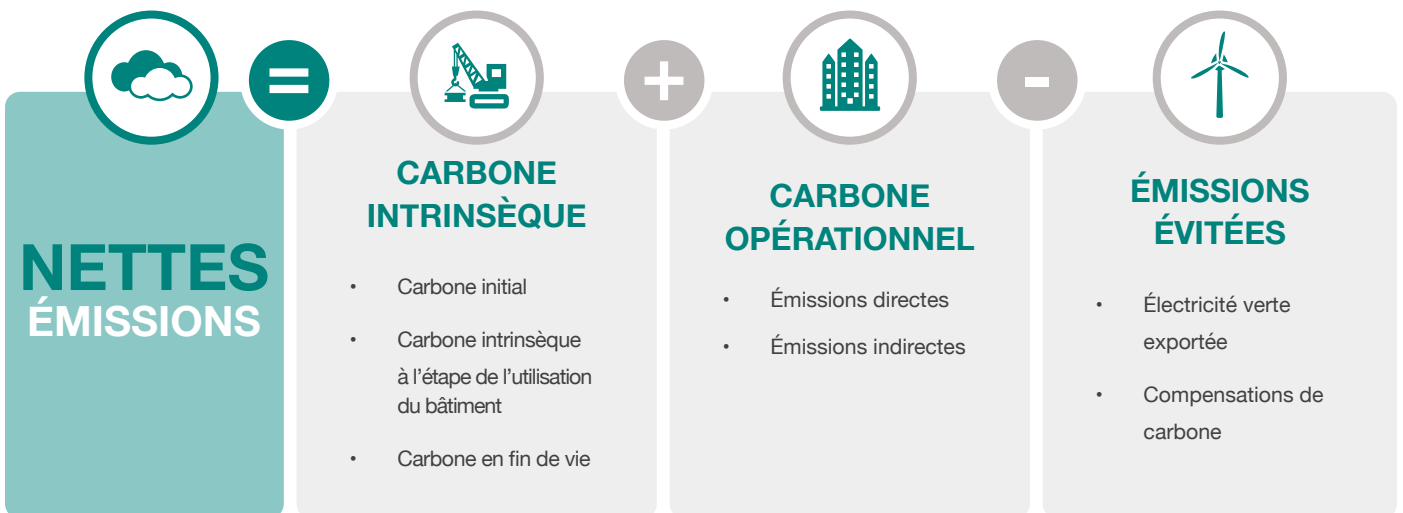 NETTES
ÉMISSIONS
=
CARBONE
INTRINSÈQUE
• Carbone initial
• Carbone intrinsèque
à l’étape de l’utilisation
du bâtiment
• Carbone en fin de vie
+
CARBONE
OPÉRATIONNEL
• Émissions directes
• Émissions indirectes
-
ÉMISSIONS
ÉVITÉES
• Électricité verte
exportée
• Compensations de
carbone